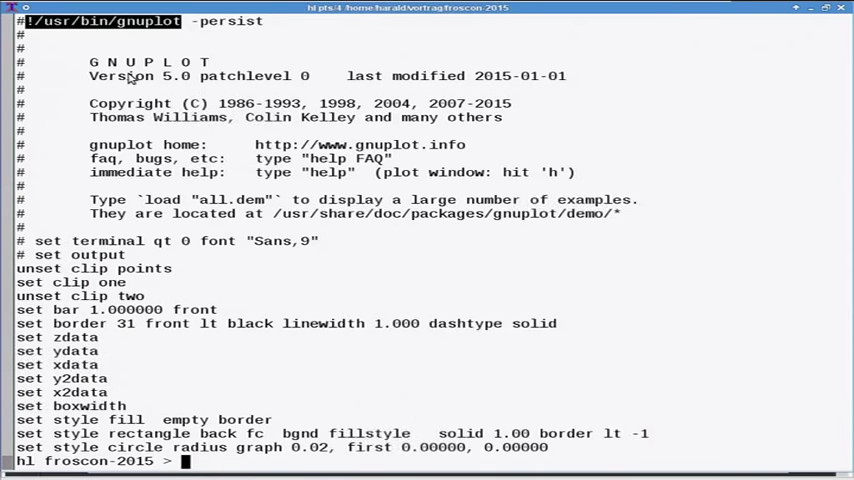 hl pts/4 /home/harald/vortrag/froscon-2015
#!/usr/bin/gnuplot -persist
#
#
#        G N U P L O T
#        Version 5.0 patchlevel 0    last modified 2015-01-01
#
#        Copyright (C) 1986-1993, 1998, 2004, 2007-2015
#        Thomas Williams, Colin Kelley and many others
#
#        gnuplot home:     http://www.gnuplot.info
#        faq, bugs, etc:   type "help FAQ"
#        immediate help:   type "help"  (plot window: hit 'h')
#
#        Type `load "all.dem"` to display a large number of examples.
#        They are located at /usr/share/doc/packages/gnuplot/demo/*
#
# set terminal qt 0 font "Sans,9"
# set output
unset clip points
set clip one
unset clip two
set bar 1.000000 front
set border 31 front lt black linewidth 1.000 dashtype solid
set zdata
set ydata
set xdata
set y2data
set x2data
set boxwidth
set style fill  empty border
set style rectangle back fc  bgnd fillstyle   solid 1.00 border lt -1
set style circle radius graph 0.02, first 0.00000, 0.00000
hl froscon-2015 >